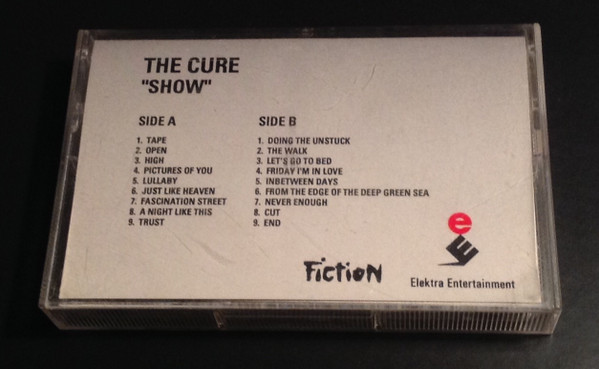 THE CURE
"SHOW"
SIDE A
1. TAPE
2. OPEN
3. HIGH
4. PICTURES OF YOU
5. LULLABY
6. JUST LIKE HEAVEN
7. FASCINATION STREET
8. A NIGHT LIKE THIS
9. TRUST
SIDE B
1. DOING THE UNSTUCK
2. THE WALK
3. LET'S GO TO BED
4. FRIDAY I'M IN LOVE
5. INBETWEEN DAYS
6. FROM THE EDGE OF THE DEEP GREEN SEA
7. NEVER ENOUGH
8. CUT
9. END
Fiction
e
E
Elektra Entertainment